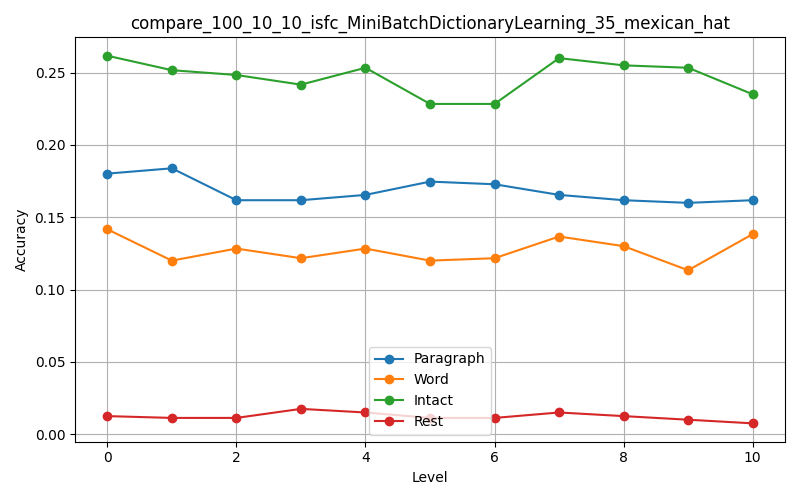 compare_100_10_10_isfc_MiniBatchDictionaryLearning_35_mexican_hat
0.25
0.20
0.15
0.10
0.05
0.00
Accuracy
Paragraph
Word
Intact
Rest
0 2 4 6 8 10
Level